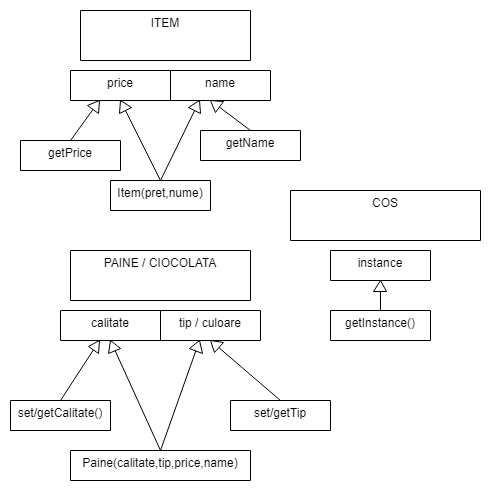 ITEM
price
name
getPrice
getName
Item(pret,nume)
COS
instance
getInstance()
PAINE / CIOCOLATA
calitate
tip / culoare
set/getCalitate()
set/getTip
Paine(calitate,tip,price,name)